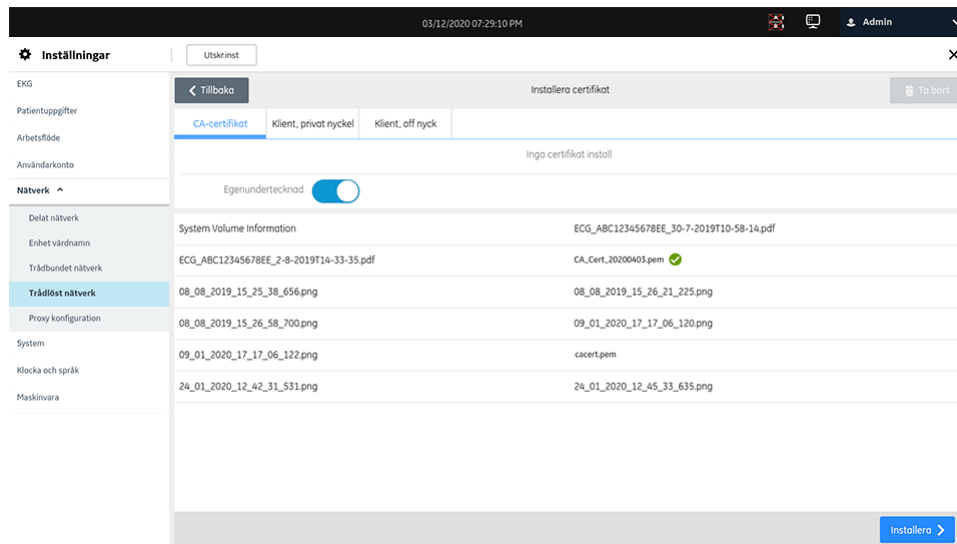 03/12/2020 07:29:10 PM
Admin
Inställningar
Utskr.inst
EKG
Patientuppgifter
Arbetsflöde
Användarkonto
Nätverk
Delat nätverk
Enhet värdnamn
Trådbundet nätverk
Trådlöst nätverk
Proxy konfiguration
System
Klocka och språk
Maskinvara
Tillbaka
Installera certifikat
Ta bort
CA-certifikat
Klient, privat nyckel
Klient, off nyck
Inga certifikat install
Egenundertecknad
System Volume Information
ECG_ABC12345678EE_30-7-2019T10-58-14.pdf
ECG_ABC12345678EE_2-8-2019T14-33-35.pdf
CA_Cert_20200403.pem
08_08_2019_15_25_38_656.png
08_08_2019_15_26_21_225.png
08_08_2019_15_26_58_700.png
09_01_2020_17_17_06_120.png
09_01_2020_17_17_06_122.png
cacert.pem
24_01_2020_12_42_31_531.png
24_01_2020_12_45_33_635.png
Installera